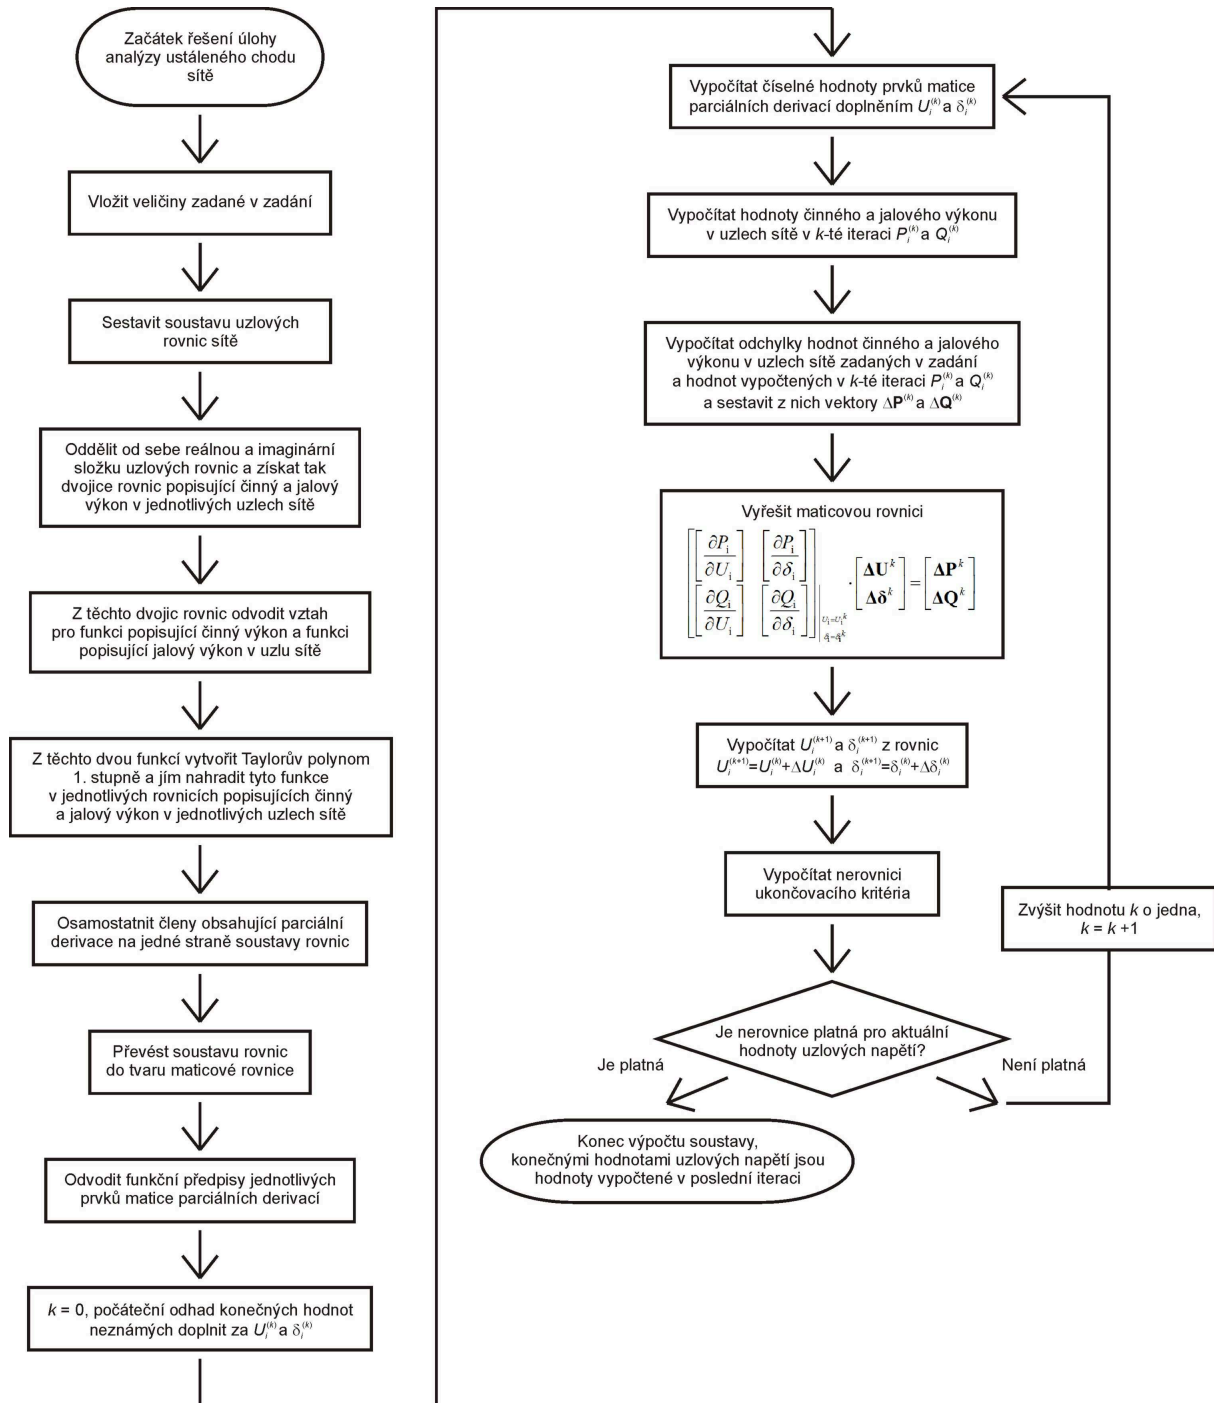 Začátek řešení úlohy
analýzy ustáleného chodu
sítě
Vložit veličiny zadané v zadání
Sestavit soustavu uzlových
rovnic sítě
Oddělit od sebe reálnou a imaginární
složku uzlových rovnic a získat tak
dvojice rovnic popisující činný a jalový
výkon v jednotlivých uzlech sítě
Z těchto dvojic rovnic odvodit vztah
pro funkci popisující činný výkon a funkci
popisující jalový výkon v uzlu sítě
Z těchto dvou funkcí vytvořit Taylorův polynom
1. stupně a jím nahradit tyto funkce
v jednotlivých rovnicích popisujících činný
a jalový výkon v jednotlivých uzlech sítě
Osamostatnit členy obsahující parciální
derivace na jedné straně soustavy rovnic
Převést soustavu rovnic
do tvaru maticové rovnice
Odvodit funkční předpisy jednotlivých
prvků matice parciálních derivací
k = 0, počáteční odhad konečných hodnot
neznámých doplnit za U_i^(k) a δ_i^(k)
Vypočítat číselné hodnoty prvků matice
parciálních derivací doplněním U_i^(k) a δ_i^(k)
Vypočítat hodnoty činného a jalového výkonu
v uzlech sítě v k-té iteraci P_i^(k) a Q_i^(k)
Vypočítat odchylky hodnot činného a jalového
výkonu v uzlech sítě zadaných v zadání
a hodnot vypočtených v k-té iteraci P_i^(k) a Q_i^(k)
a sestavit z nich vektory ΔP^(k) a ΔQ^(k)
Vyřešit maticovou rovnici
[[∂P_i/∂U_i] [∂P_i/∂δ_i]
[∂Q_i/∂U_i] [∂Q_i/∂δ_i]]|_(U_i=U_i^k, δ_i=δ_i^k) · [ΔU^k Δδ^k] = [ΔP^k ΔQ^k]
Vypočítat U_i^(k+1) a δ_i^(k+1) z rovnic
U_i^(k+1)=U_i^(k)+ΔU_i^(k) a δ_i^(k+1)=δ_i^(k)+Δδ_i^(k)
Vypočítat nerovnici
ukončovacího kritéria
Je nerovnice platná pro aktuální
hodnoty uzlových napětí?
Je platná
Není platná
Zvýšit hodnotu k o jedna,
k = k +1
Konec výpočtu soustavy,
konečnými hodnotami uzlových napětí jsou
hodnoty vypočtené v poslední iteraci